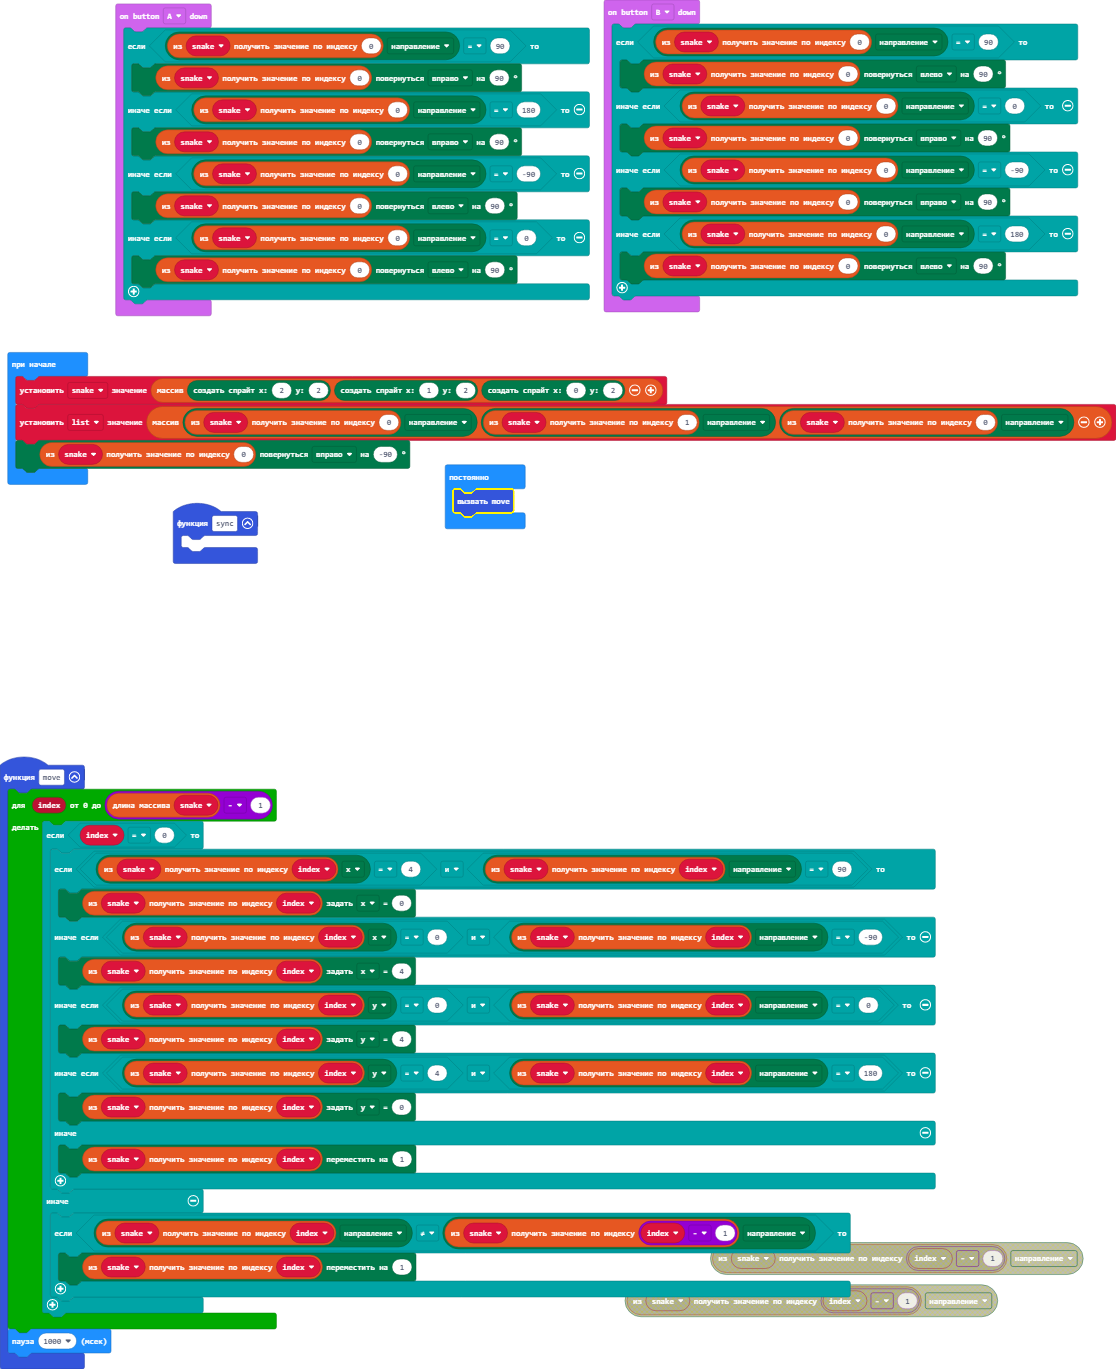 on button A down
если из snake получить значение по индексу 0 направление = 90 то
из snake получить значение по индексу 0 повернуться вправо на 90 °
иначе если из snake получить значение по индексу 0 направление = 180 то
из snake получить значение по индексу 0 повернуться вправо на 90 °
иначе если из snake получить значение по индексу 0 направление = -90 то
из snake получить значение по индексу 0 повернуться влево на 90 °
иначе если из snake получить значение по индексу 0 направление = 0 то
из snake получить значение по индексу 0 повернуться влево на 90 °
on button B down
если из snake получить значение по индексу 0 направление = 90 то
из snake получить значение по индексу 0 повернуться влево на 90 °
иначе если из snake получить значение по индексу 0 направление = 0 то
из snake получить значение по индексу 0 повернуться вправо на 90 °
иначе если из snake получить значение по индексу 0 направление = -90 то
из snake получить значение по индексу 0 повернуться вправо на 90 °
иначе если из snake получить значение по индексу 0 направление = 180 то
из snake получить значение по индексу 0 повернуться влево на 90 °
при начале
установить snake значение массив создать спрайт x: 2 y: 2 создать спрайт x: 1 y: 2 создать спрайт x: 0 y: 2
установить list значение массив из snake получить значение по индексу 0 направление из snake получить значение по индексу 1 направление из snake получить значение по индексу 0 направление
из snake получить значение по индексу 0 повернуться вправо на -90 °
постоянно
вызвать move
функция sync
функция move
для index от 0 до длина массива snake - 1
делать
если index = 0 то
если из snake получить значение по индексу index x = 4 и из snake получить значение по индексу index направление = 90 то
из snake получить значение по индексу index задать x = 0
иначе если из snake получить значение по индексу index x = 0 и из snake получить значение по индексу index направление = -90 то
из snake получить значение по индексу index задать x = 4
иначе если из snake получить значение по индексу index y = 0 и из snake получить значение по индексу index направление = 0 то
из snake получить значение по индексу index задать y = 4
иначе если из snake получить значение по индексу index y = 4 и из snake получить значение по индексу index направление = 180 то
из snake получить значение по индексу index задать y = 0
иначе
из snake получить значение по индексу index переместить на 1
иначе
если из snake получить значение по индексу index направление ≠ из snake получить значение по индексу index - 1 направление то
из snake получить значение по индексу index - 1 направление
из snake получить значение по индексу index переместить на 1
из snake получить значение по индексу index - 1 направление
пауза 1000 (мсек)